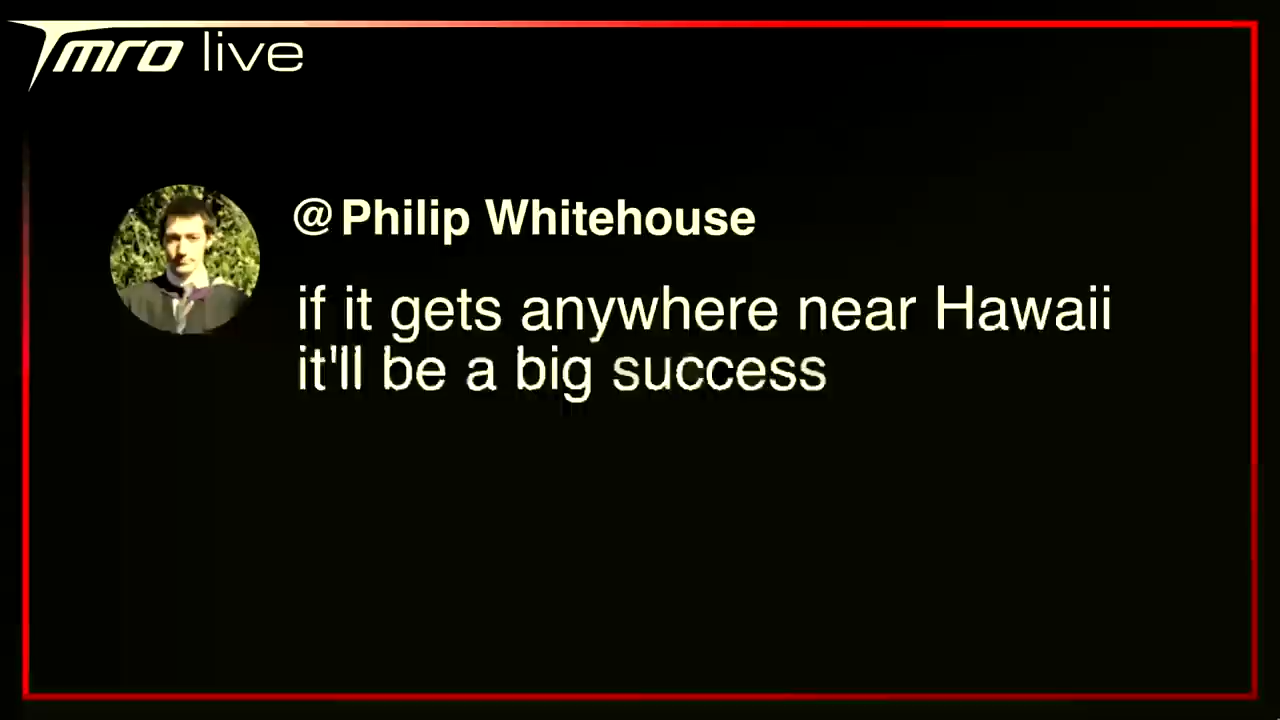 Tmro live
@Philip Whitehouse
if it gets anywhere near Hawaii
it'll be a big success